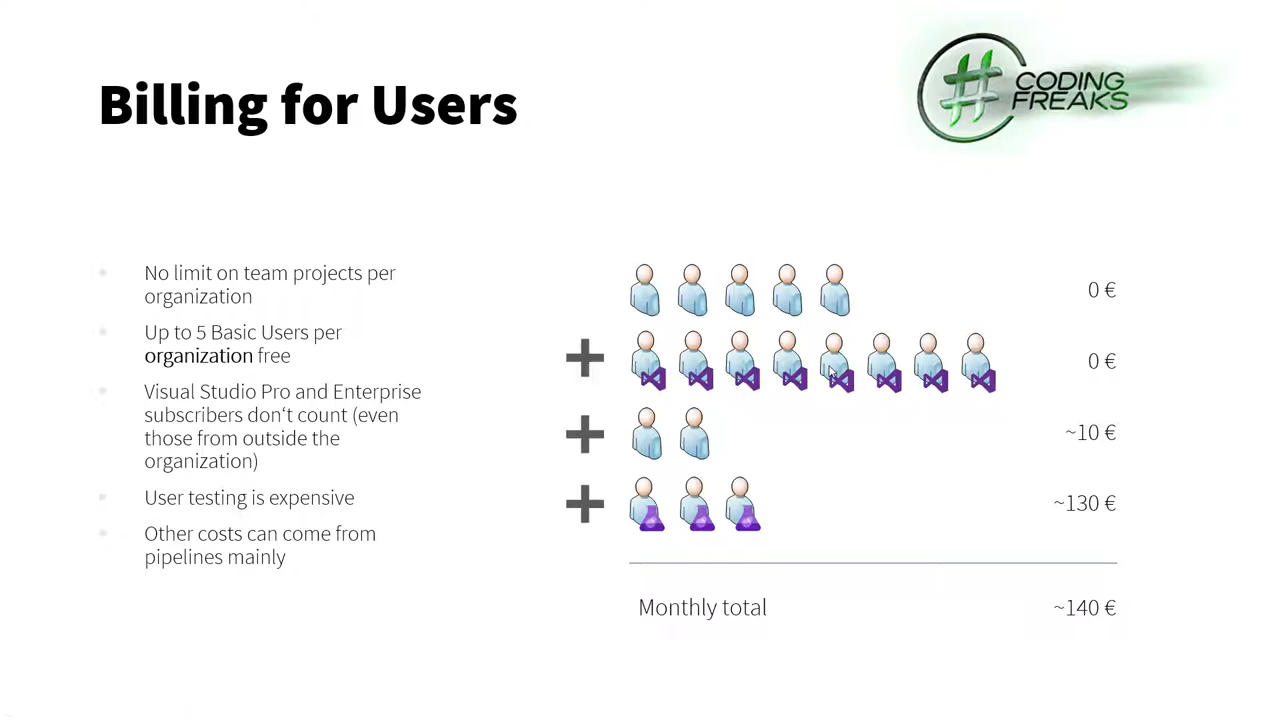 Billing for Users
CODING
FREAKS
No limit on team projects per
organization
Up to 5 Basic Users per
organization free
Visual Studio Pro and Enterprise
subscribers don‘t count (even
those from outside the
organization)
User testing is expensive
Other costs can come from
pipelines mainly
0 €
0 €
~10 €
~130 €
Monthly total ~140 €